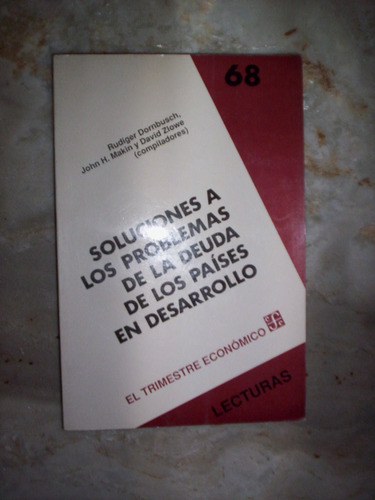 68
Rudiger Dornbusch,
John H. Makin y David Zlowe
(compiladores)
SOLUCIONES A
LOS PROBLEMAS
DE LA DEUDA
DE LOS PAÍSES
EN DESARROLLO
EL TRIMESTRE ECONÓMICO
LECTURAS